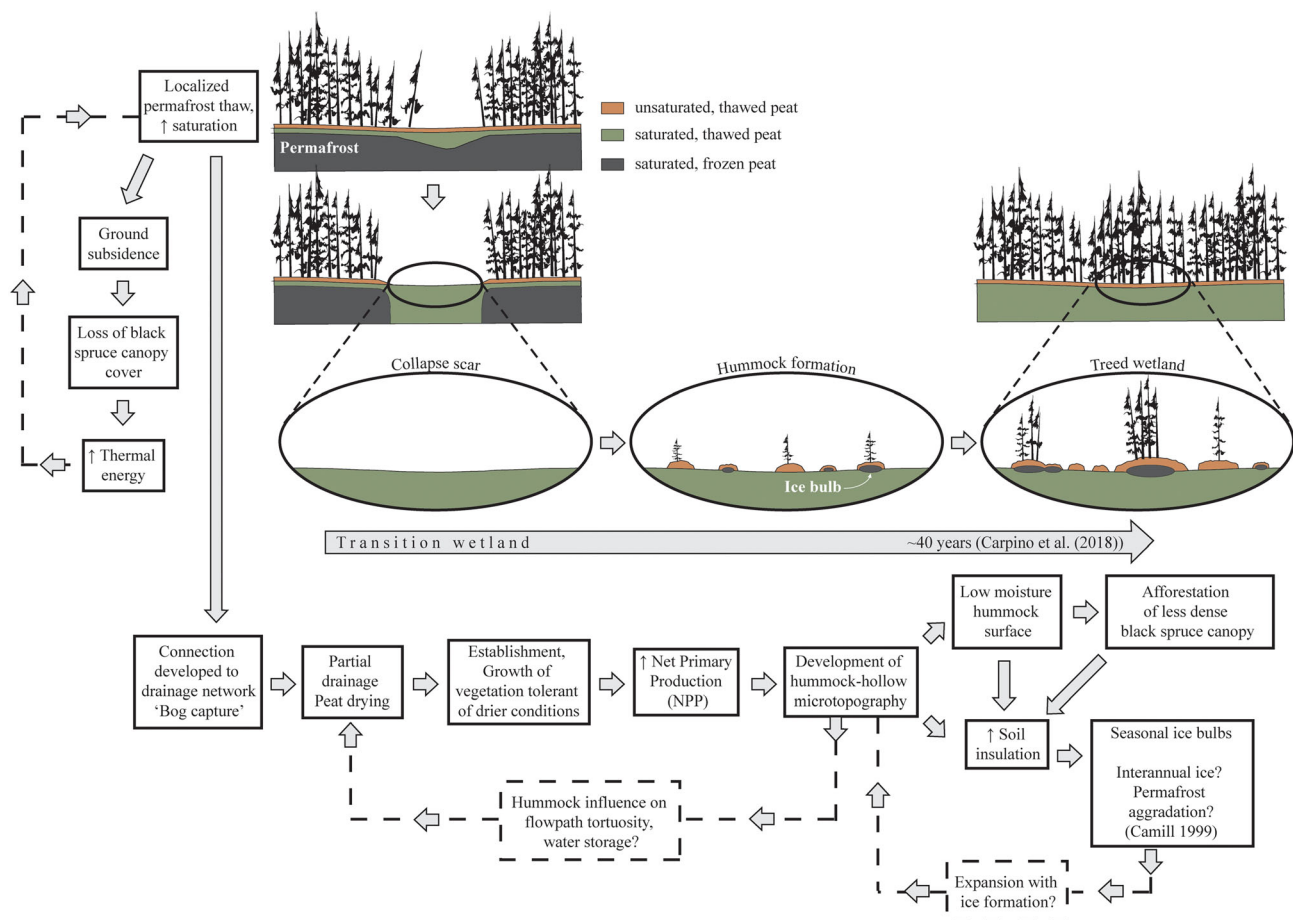 Localized
permafrost thaw,
↑ saturation
Permafrost
unsaturated, thawed peat
saturated, thawed peat
saturated, frozen peat
Ground
subsidence
Loss of black
spruce canopy
cover
↑ Thermal
energy
Collapse scar
Hummock formation
Ice bulb
Treed wetland
Transition wetland
~40 years (Carpino et al. (2018))
Connection
developed to
drainage network
‘Bog capture’
Partial
drainage
Peat drying
Establishment,
Growth of
vegetation tolerant
of drier conditions
↑ Net Primary
Production
(NPP)
Development of
hummock-hollow
microtopography
Low moisture
hummock
surface
Afforestation
of less dense
black spruce canopy
↑ Soil
insulation
Seasonal ice bulbs
Interannual ice?
Permafrost
aggradation?
(Camill 1999)
Hummock influence on
flowpath tortuosity,
water storage?
Expansion with
ice formation?